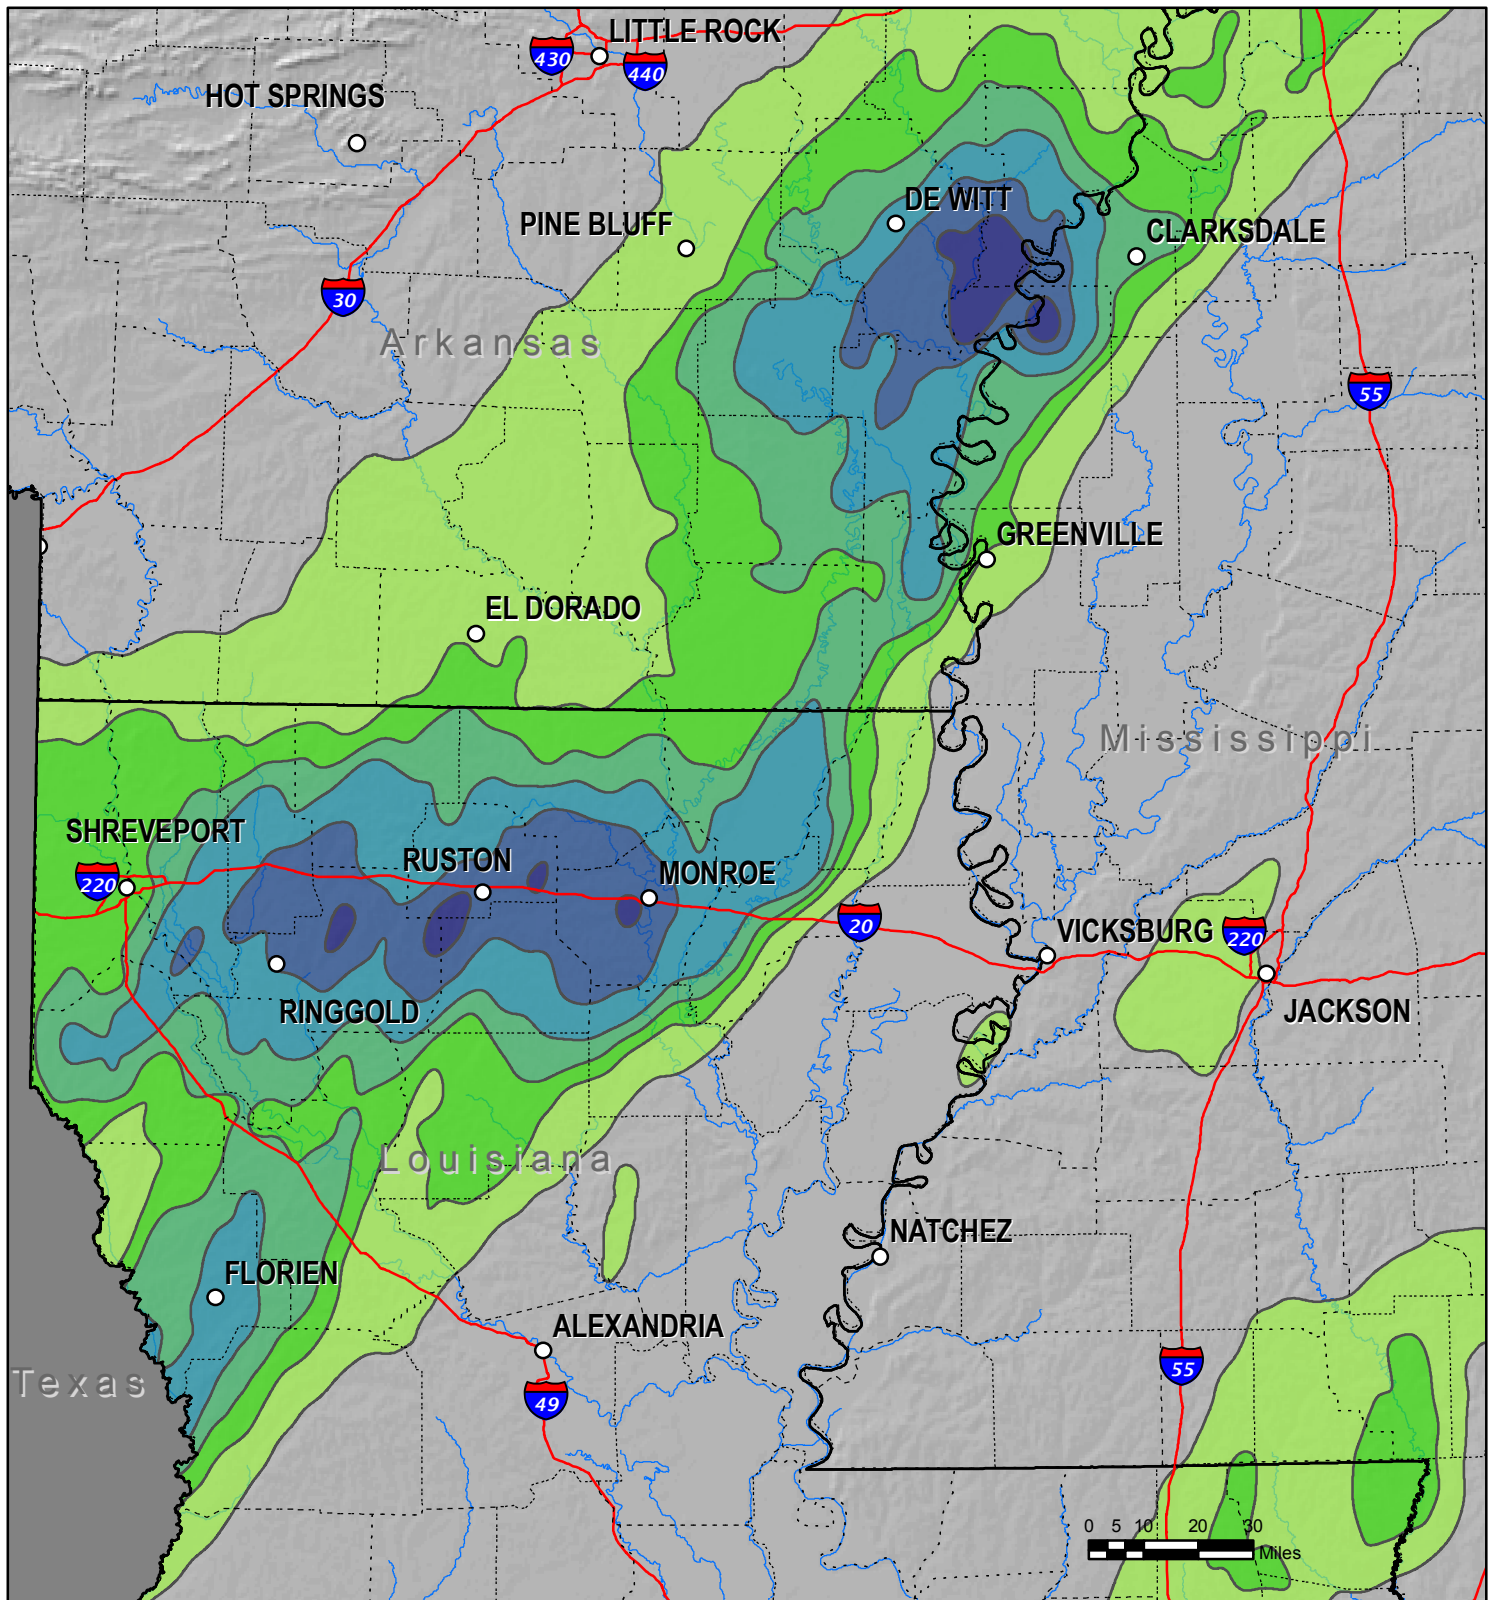 LITTLE ROCK
430
440
HOT SPRINGS
DE WITT
PINE BLUFF
CLARKSDALE
30
Arkansas
55
GREENVILLE
EL DORADO
Mississippi
SHREVEPORT
RUSTON
MONROE
220
20
VICKSBURG
220
RINGGOLD
JACKSON
Louisiana
NATCHEZ
FLORIEN
ALEXANDRIA
Texas
55
49
0 5 10 20 30
Miles